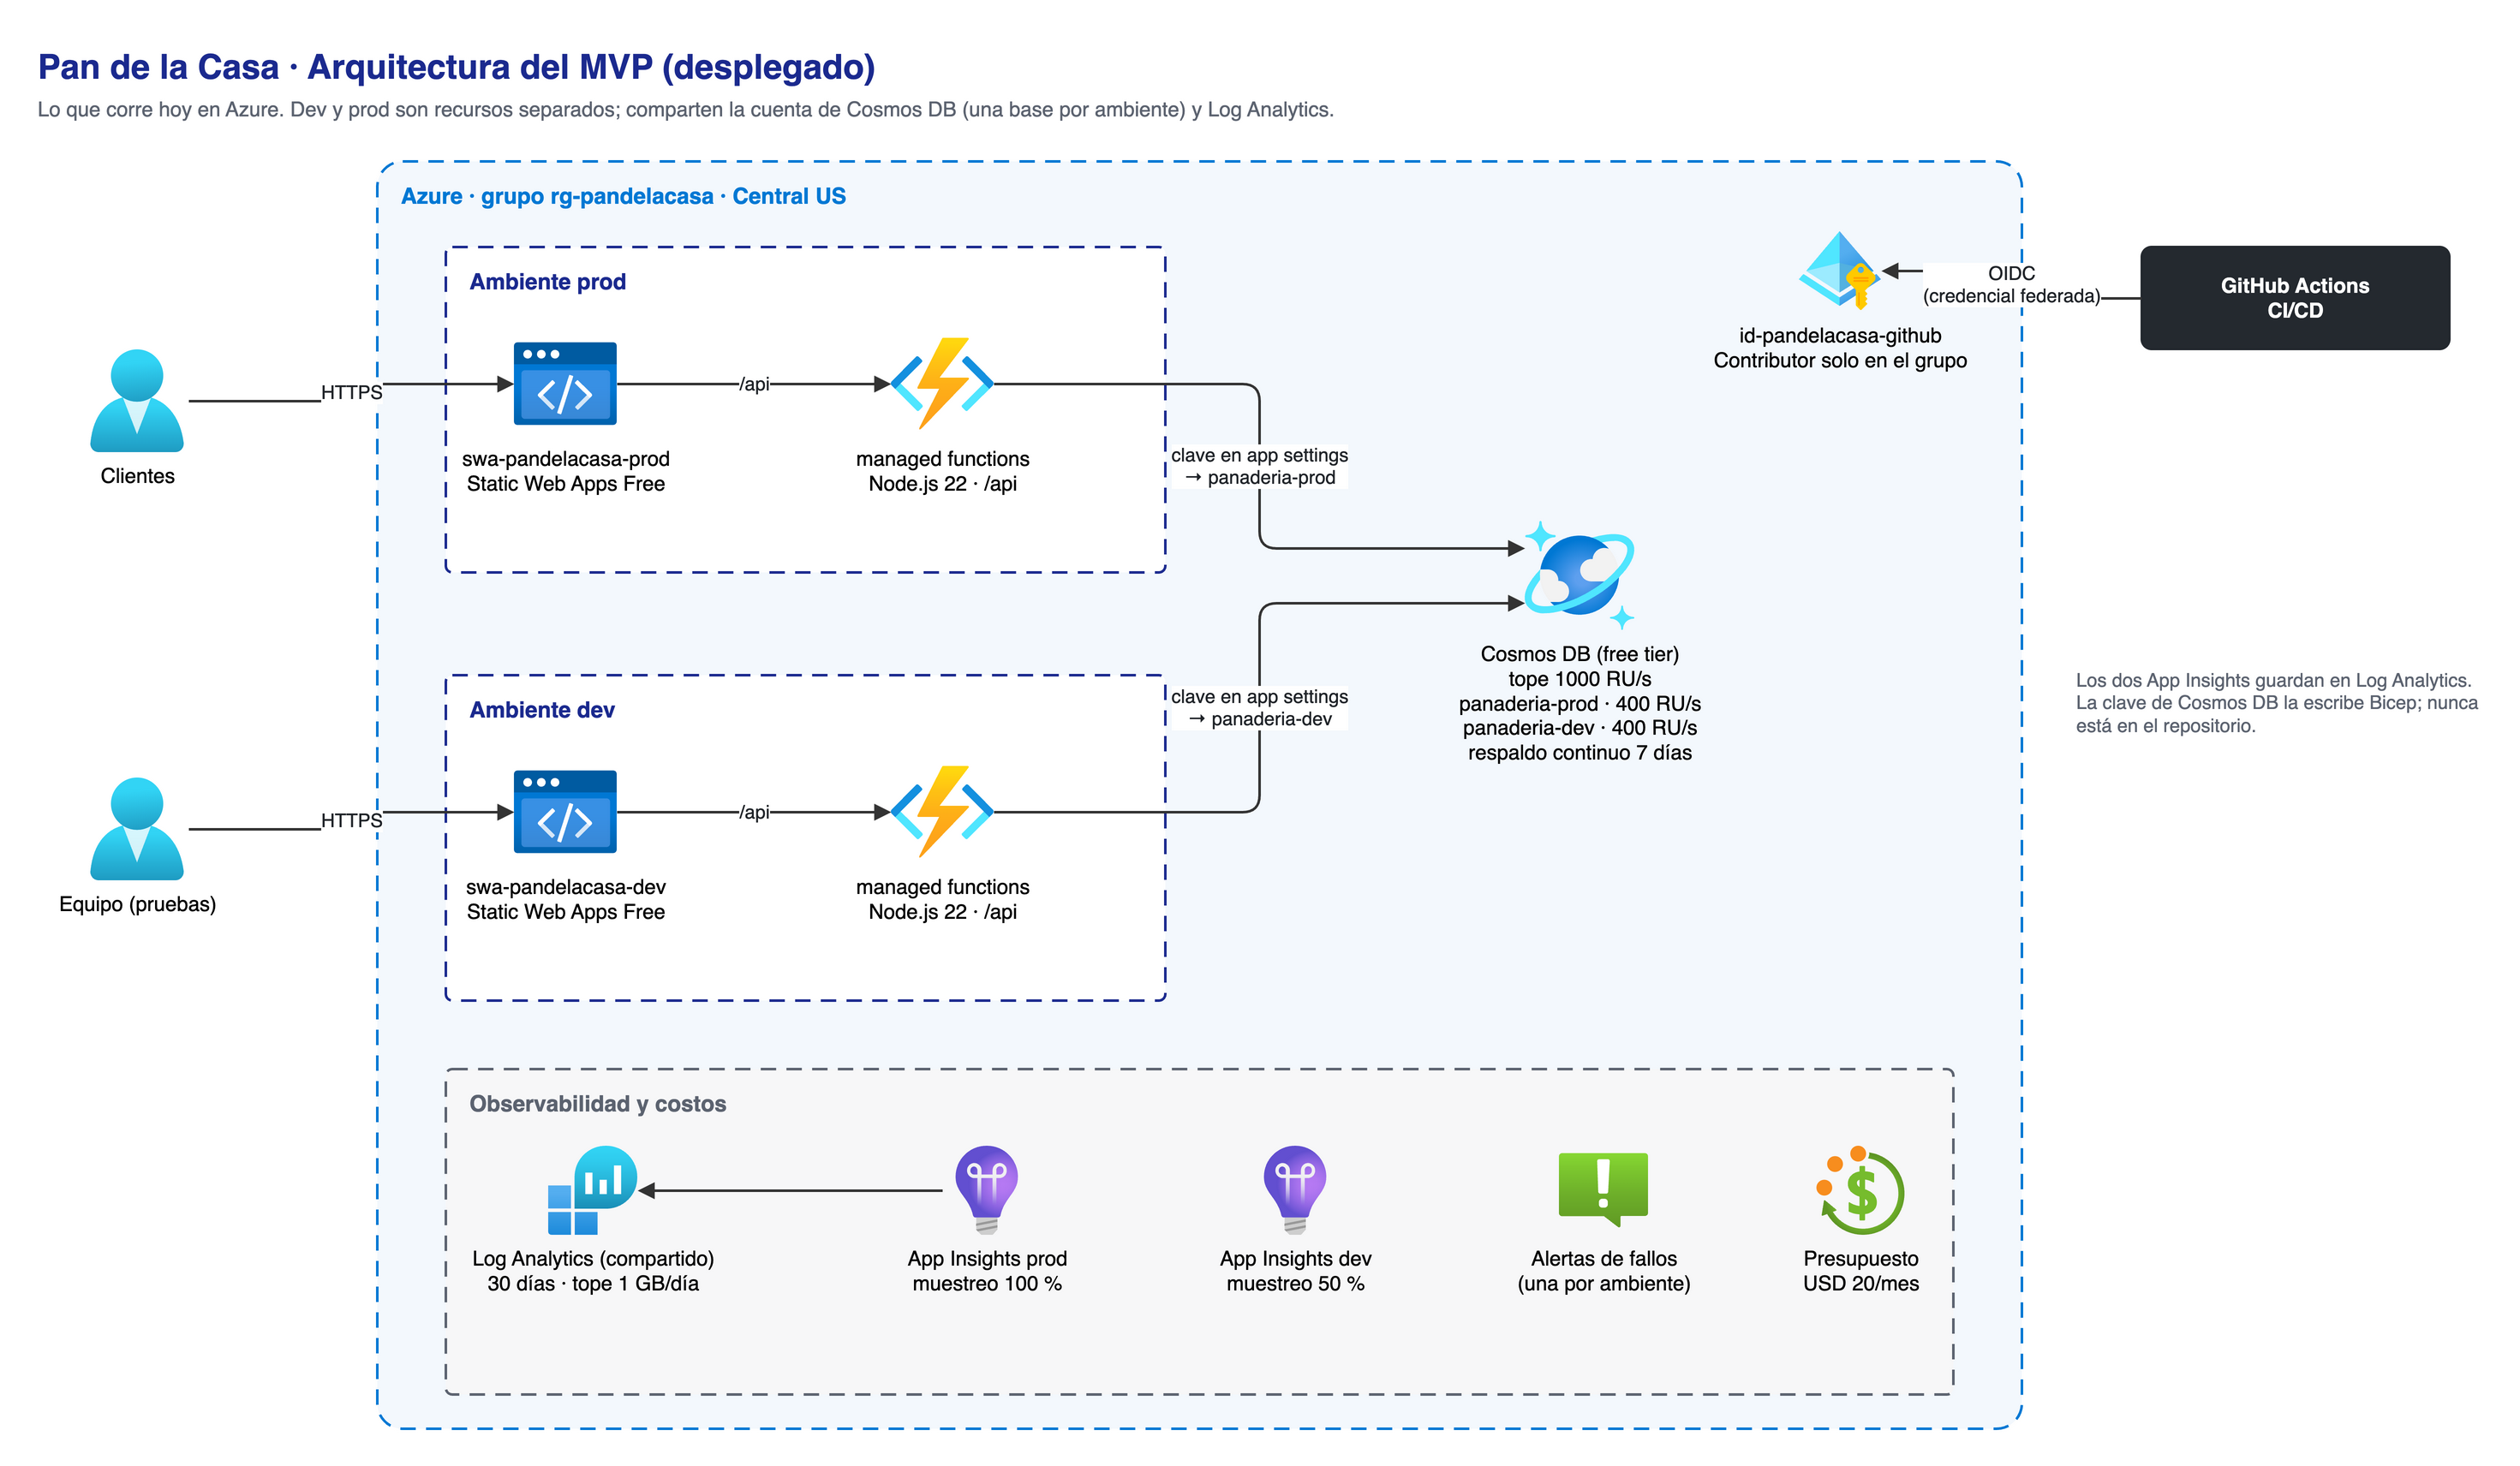 Pan de la Casa · Arquitectura del MVP (desplegado)
Lo que corre hoy en Azure. Dev y prod son recursos separados; comparten la cuenta de Cosmos DB (una base por ambiente) y Log Analytics.
Azure · grupo rg-pandelacasa · Central US
Ambiente prod
Clientes
HTTPS
swa-pandelacasa-prod
Static Web Apps Free
/api
managed functions
Node.js 22 · /api
clave en app settings
→ panaderia-prod
id-pandelacasa-github
Contributor solo en el grupo
OIDC
(credencial federada)
GitHub Actions
CI/CD
Cosmos DB (free tier)
tope 1000 RU/s
panaderia-prod · 400 RU/s
panaderia-dev · 400 RU/s
respaldo continuo 7 días
Los dos App Insights guardan en Log Analytics.
La clave de Cosmos DB la escribe Bicep; nunca
está en el repositorio.
Ambiente dev
Equipo (pruebas)
HTTPS
swa-pandelacasa-dev
Static Web Apps Free
/api
managed functions
Node.js 22 · /api
clave en app settings
→ panaderia-dev
Observabilidad y costos
Log Analytics (compartido)
30 días · tope 1 GB/día
App Insights prod
muestreo 100 %
App Insights dev
muestreo 50 %
Alertas de fallos
(una por ambiente)
Presupuesto
USD 20/mes